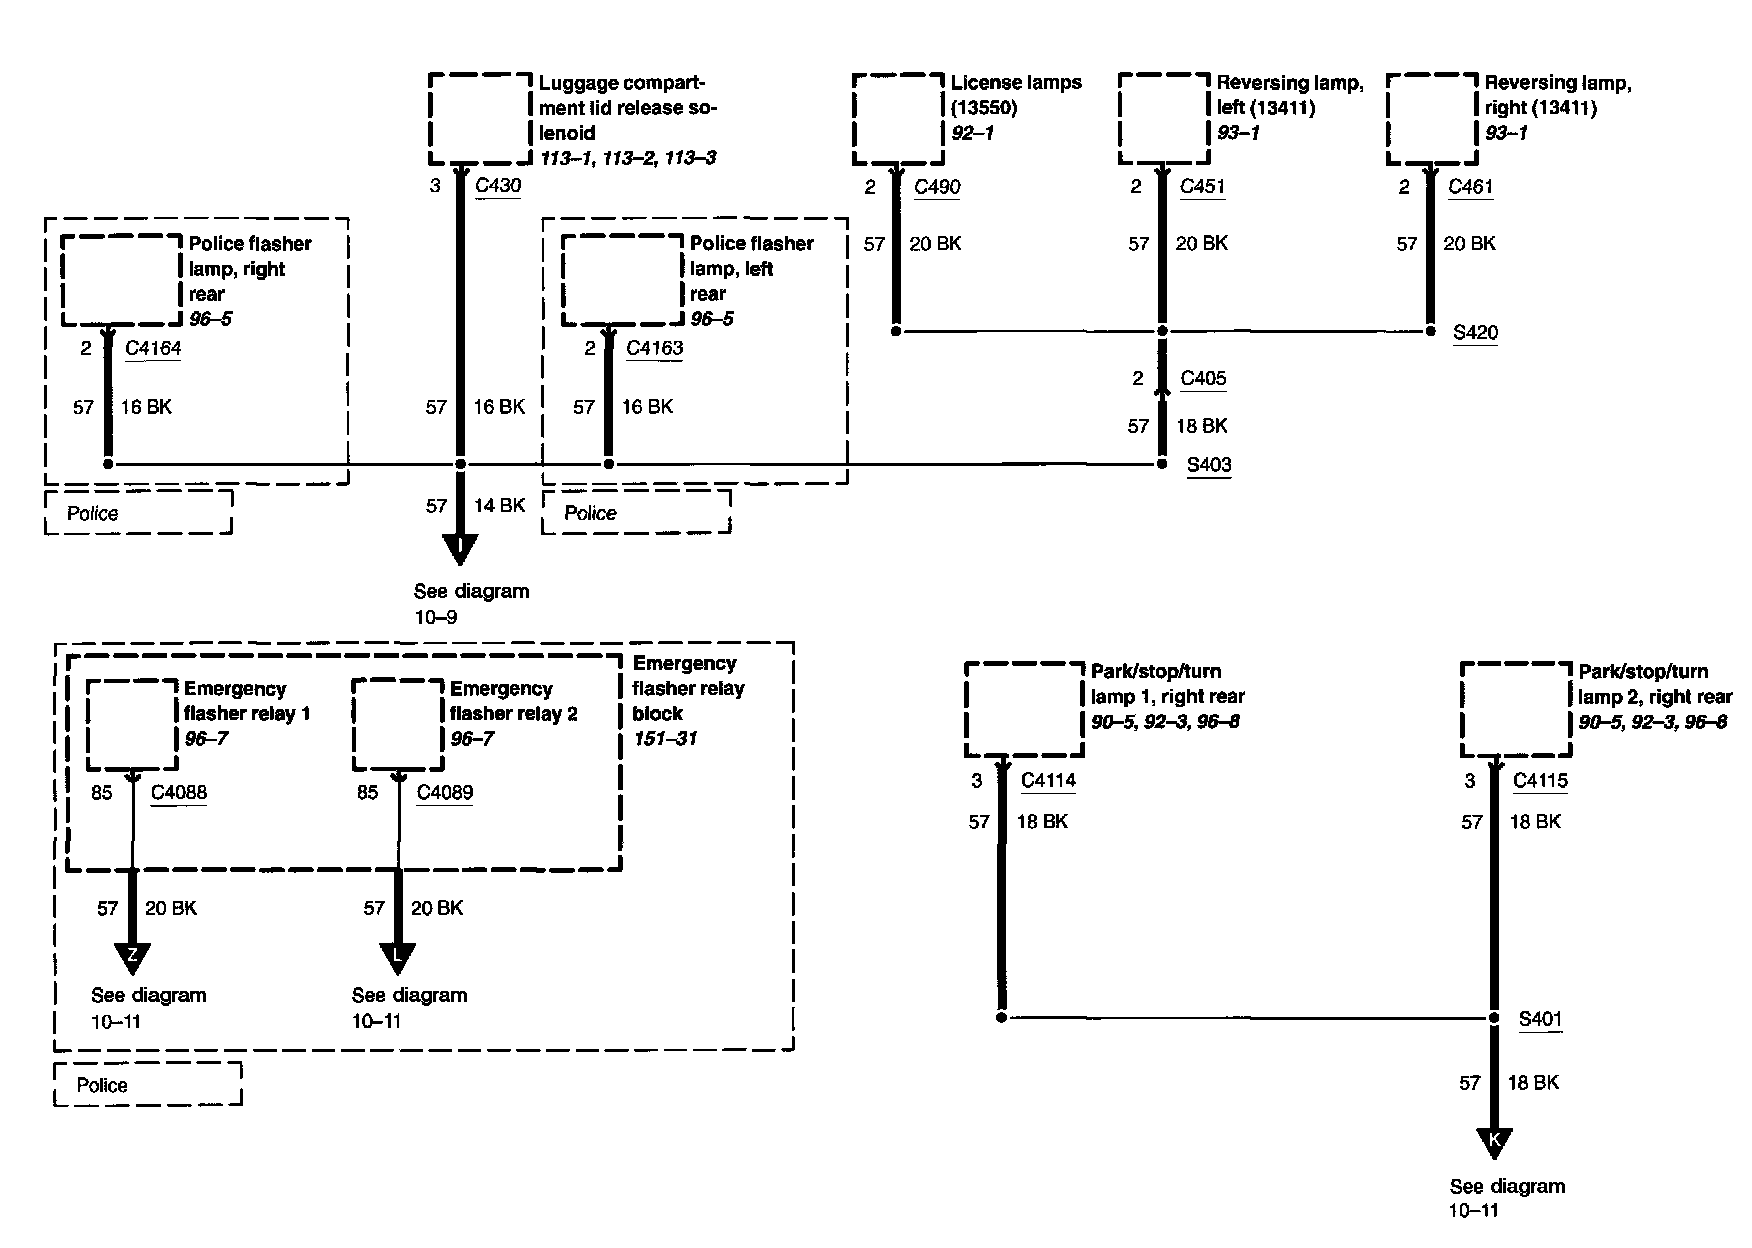 Luggage compart-
ment lid release so-
lenoid
113–1, 113–2, 113–3
3 C430
License lamps
(13550)
92–1
2 C490
57 20 BK
Reversing lamp,
left (13411)
93–1
2 C451
57 20 BK
Reversing lamp,
right (13411)
93–1
2 C461
57 20 BK
S420
2 C405
57 18 BK
S403
Police flasher
lamp, right
rear
96–5
2 C4164
57 16 BK
Police
57 16 BK
57 14 BK
I
See diagram
10–9
Police flasher
lamp, left
rear
96–5
2 C4163
57 16 BK
Police
Emergency
flasher relay 1
96–7
85 C4088
57 20 BK
Z
See diagram
10–11
Emergency
flasher relay 2
96–7
85 C4089
57 20 BK
L
See diagram
10–11
Emergency
flasher relay
block
151–31
Police
Park/stop/turn
lamp 1, right rear
90–5, 92–3, 96–8
3 C4114
57 18 BK
Park/stop/turn
lamp 2, right rear
90–5, 92–3, 96–8
3 C4115
57 18 BK
S401
57 18 BK
K
See diagram
10–11